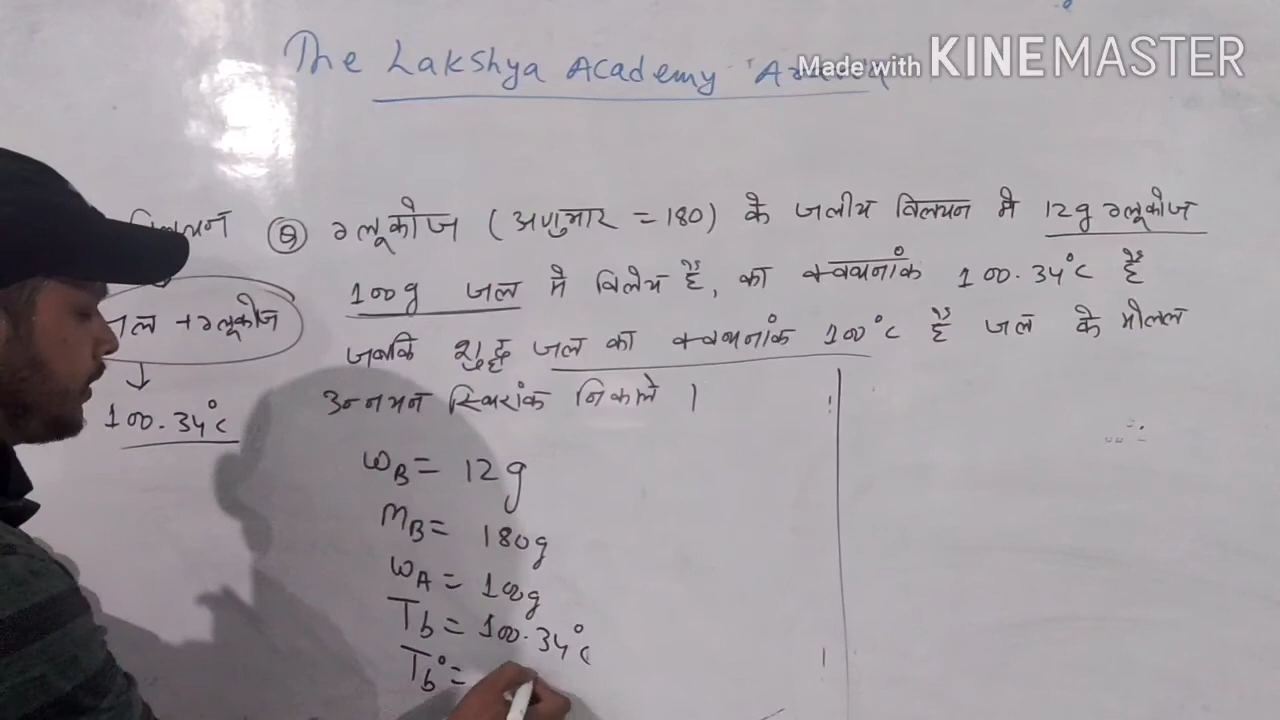 The Lakshya Academy
Made with KINEMASTER
Q ग्लूकोज (अणुभार = 180) के जलीय विलयन मे 12g ग्लूकोज
100g जल मे विलेय है, का क्वथनांक 100.34°C है
जबकि शुद्ध जल का क्वथनांक 100°C है जल के मोलल
उन्नयन स्थिरांक निकाले ।
जल + ग्लूकोज
↓
100.34°C
WB = 12g
MB = 180g
WA = 100g
Tb = 100.34°C
Tb° =